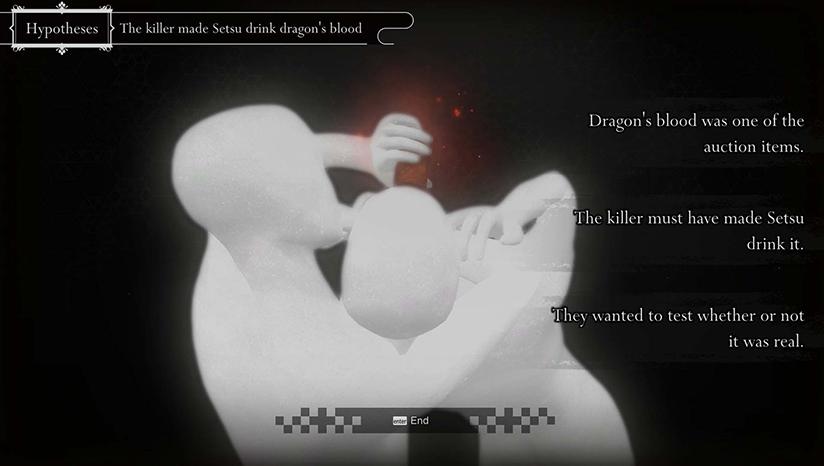 Hypotheses
The killer made Setsu drink dragon's blood
Dragon's blood was one of the
auction items.
The killer must have made Setsu
drink it.
They wanted to test whether or not
it was real.
enter End